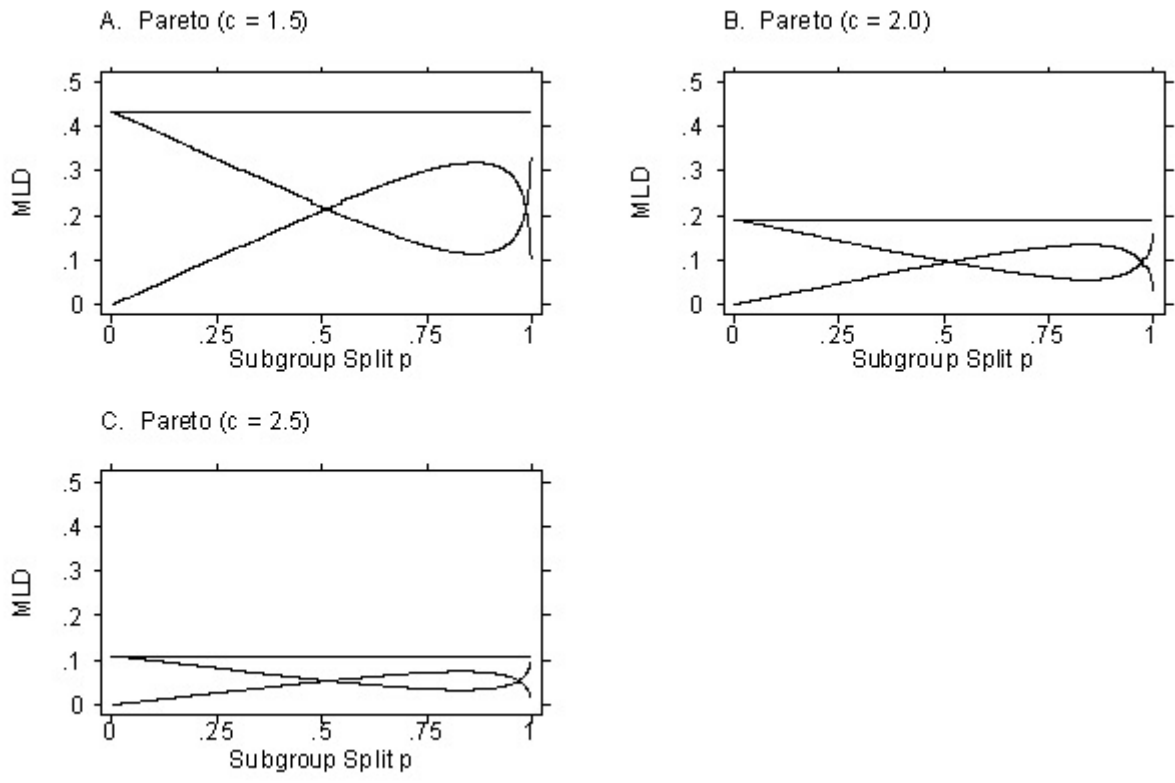 A. Pareto (c = 1.5)
.5
.4
.3
.2
.1
0
MLD
0 .25 .5 .75 1
Subgroup Split p
B. Pareto (c = 2.0)
.5
.4
.3
.2
.1
0
MLD
0 .25 .5 .75 1
Subgroup Split p
C. Pareto (c = 2.5)
.5
.4
.3
.2
.1
0
MLD
0 .25 .5 .75 1
Subgroup Split p